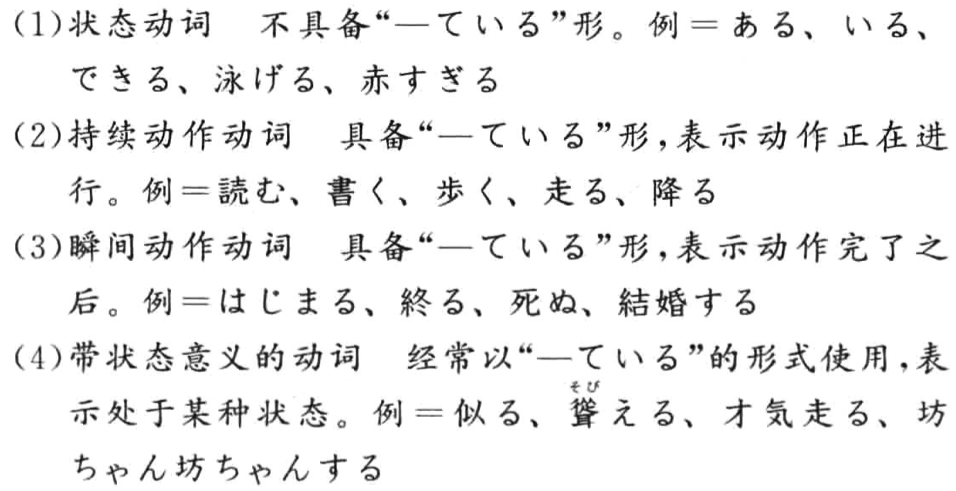 (1)状态动词　不具备“—ている”形。例＝ある、いる、
できる、泳げる、赤すぎる
(2)持续动作动词　具备“—ている”形,表示动作正在进
行。例＝読む、書く、歩く、走る、降る
(3)瞬间动作动词　具备“—ている”形,表示动作完了之
后。例＝はじまる、終る、死ぬ、結婚する
(4)带状态意义的动词　经常以“—ている”的形式使用,表
そび
示处于某种状态。例＝似る、聳える、才気走る、坊
ちゃん坊ちゃんする